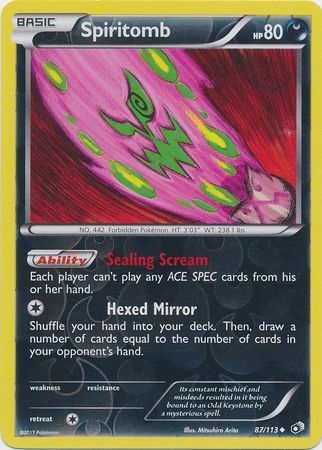 BASIC
Spiritomb HP80
NO. 442 Forbidden Pokémon HT: 3'03" WT: 238.1 lbs.
Ability Sealing Scream
Each player can't play any ACE SPEC cards from his
or her hand.
Hexed Mirror
Shuffle your hand into your deck. Then, draw a
number of cards equal to the number of cards in
your opponent's hand.
weakness resistance
retreat
Its constant mischief and
misdeeds resulted in it being
bound to an Odd Keystone by
a mysterious spell.
©2013 Pokémon Illus. Mitsuhiro Arita 87/113